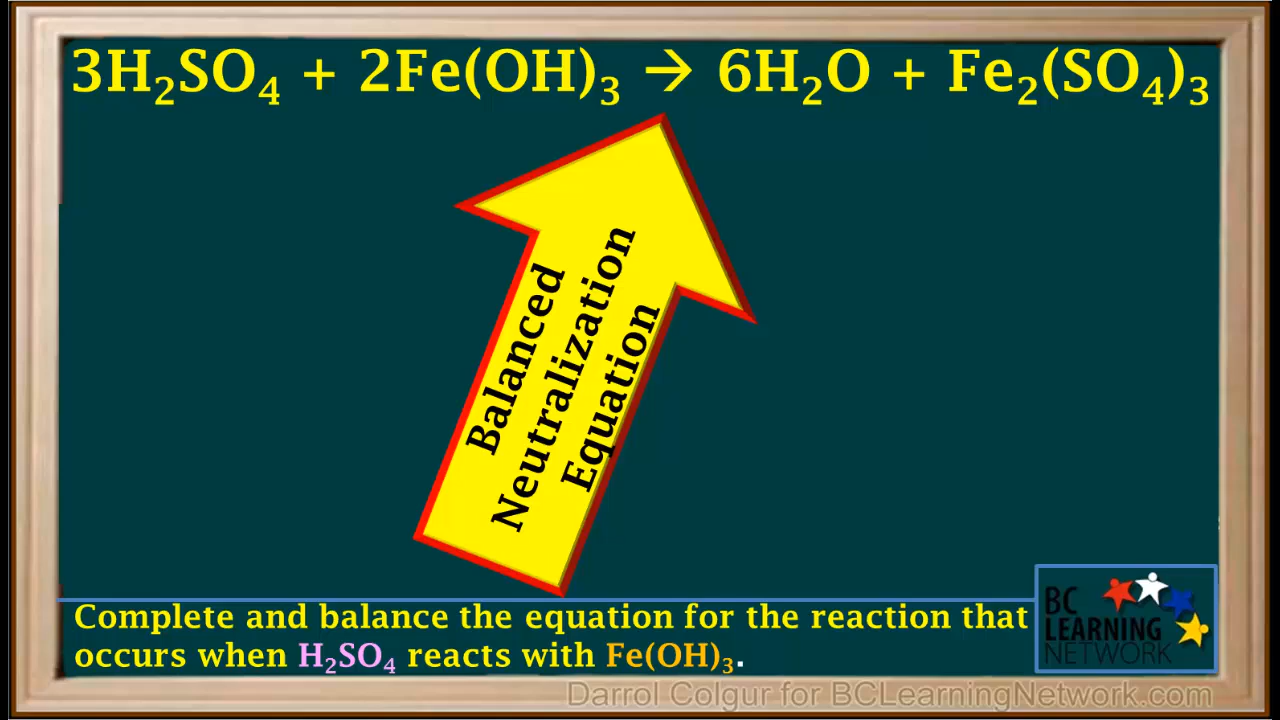 3H₂SO₄ + 2Fe(OH)₃ → 6H₂O + Fe₂(SO₄)₃
Balanced
Neutralization
Equation
Complete and balance the equation for the reaction that
occurs when H₂SO₄ reacts with Fe(OH)₃.
BC
LEARNING
NETWORK
Darrol Colgur for BCLearningNetwork.com